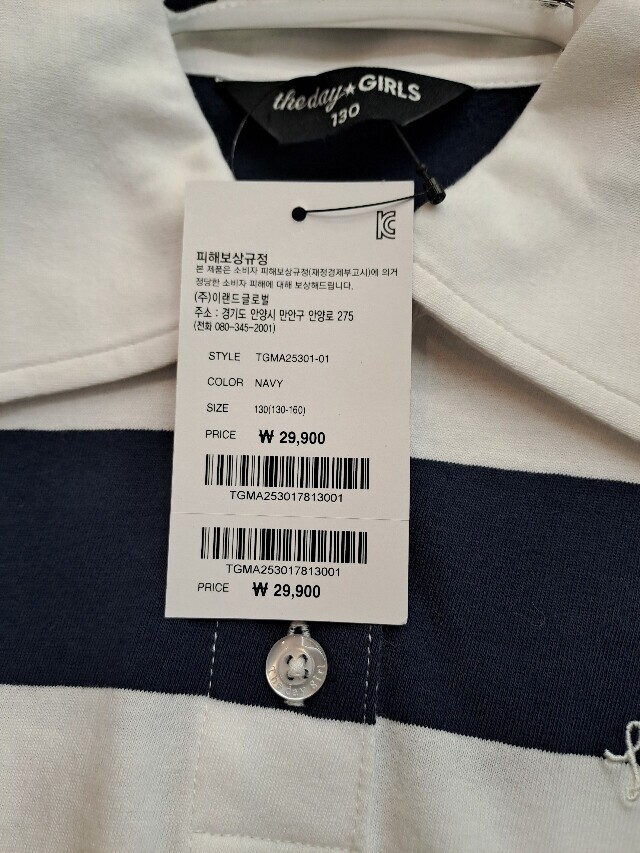 theday★GIRLS
130
피해보상규정
본 제품은 소비자 피해보상규정(재정경제부고시)에 의거
정당한 소비자 피해에 대해 보상해드립니다.
(주)이랜드글로벌
주소 : 경기도 안양시 만안구 안양로 275
(전화 080-345-2001)
STYLE TGMA25301-01
COLOR NAVY
SIZE 130(130-160)
PRICE ₩ 29,900
TGMA253017813001
TGMA253017813001
PRICE ₩ 29,900
the day girl